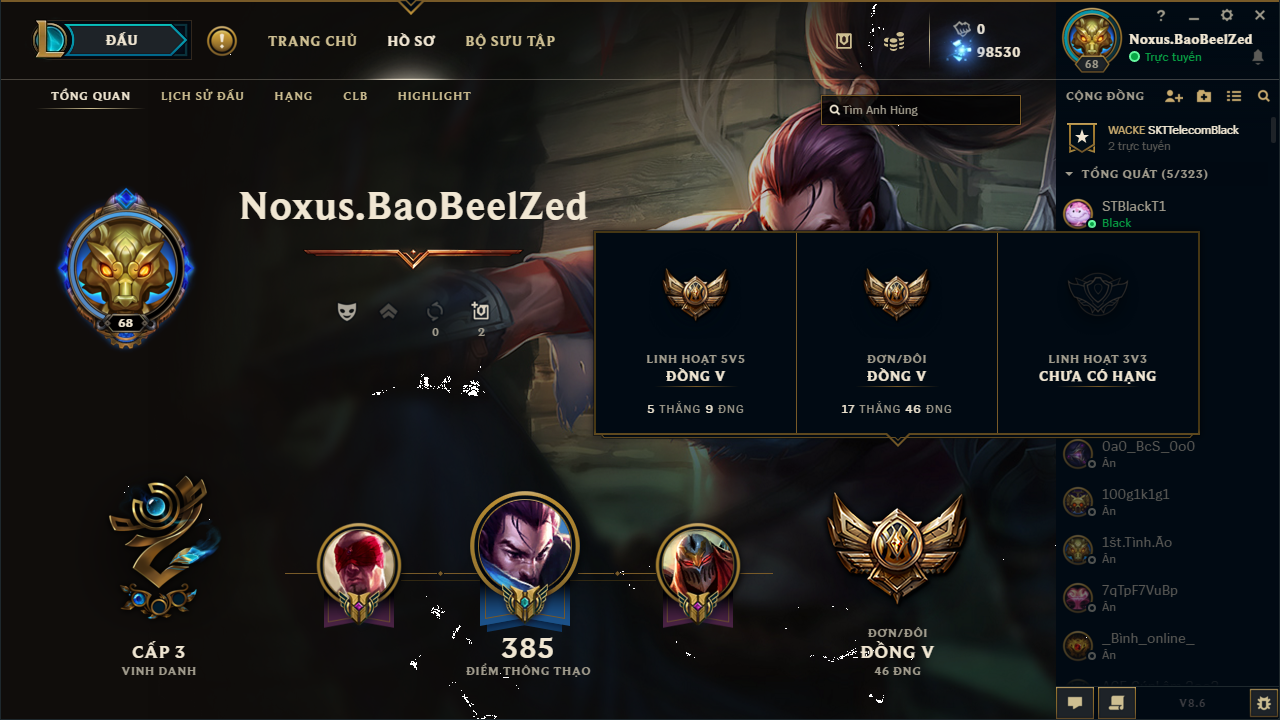 ĐẤU
TRANG CHỦ
HỒ SƠ
BỘ SƯU TẬP
0
98530
?
68
Noxus.BaoBeelZed
Trực tuyến
TỔNG QUAN
LỊCH SỬ ĐẤU
HẠNG
CLB
HIGHLIGHT
Tìm Anh Hùng
CỘNG ĐỒNG
WACKE SKTTelecomBlack
2 trực tuyến
TỔNG QUÁT (5/323)
STBlackT1
Black
Noxus.BaoBeelZed
68
0
2
LINH HOẠT 5V5
ĐỒNG V
5 THẮNG 9 ĐNG
ĐƠN/ĐÔI
ĐỒNG V
17 THẮNG 46 ĐNG
LINH HOẠT 3V3
CHƯA CÓ HẠNG
0a0_BcS_0o0
Ẩn
100g1k1g1
Ẩn
1št.Tình.Ão
Ẩn
7qTpF7VuBp
Ẩn
_Bình_online_
Ẩn
CẤP 3
VINH DANH
385
ĐIỂM THÔNG THẠO
ĐƠN/ĐÔI
ĐỒNG V
46 ĐNG
V8.6